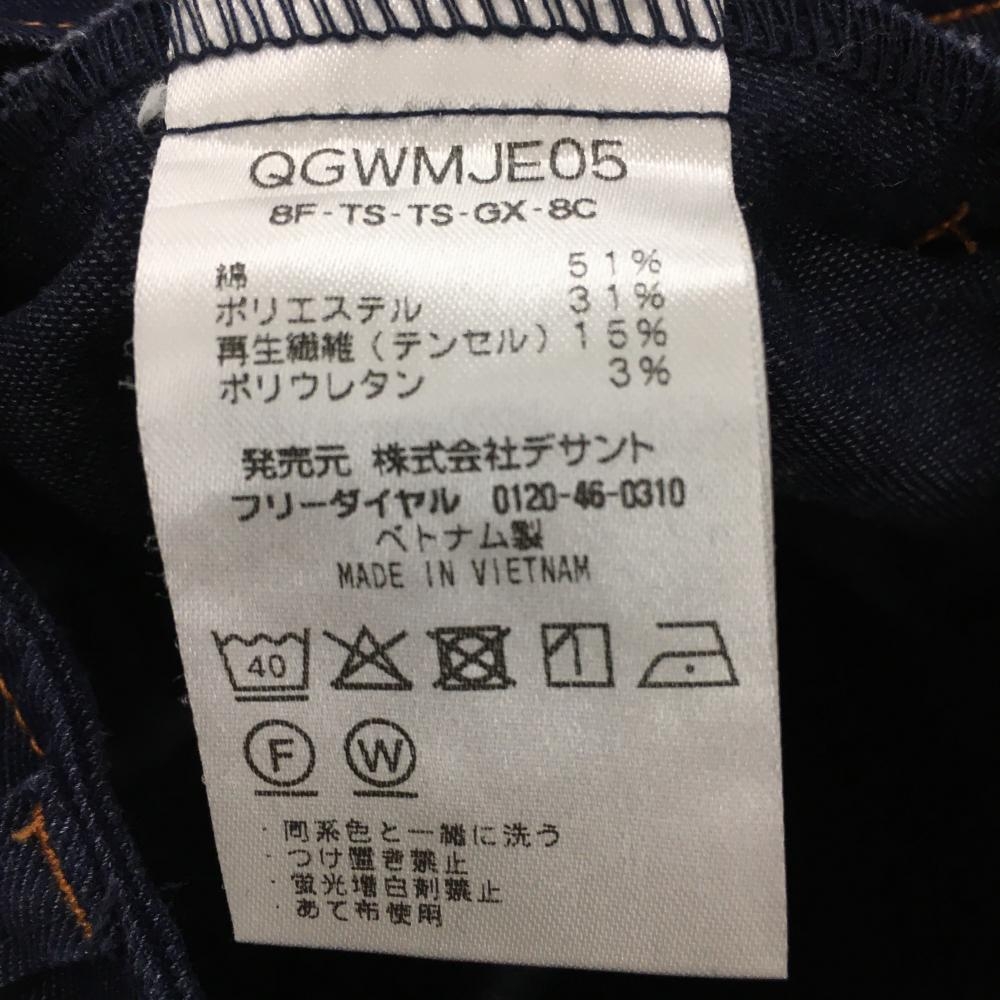 QGWMJE05
8F-TS-TS-GX-8C
綿 51%
ポリエステル 31%
再生繊維(テンセル) 15%
ポリウレタン 3%
発売元 株式会社デサント
フリーダイヤル 0120-46-0310
ベトナム製
MADE IN VIETNAM
40
F W
・同系色と一緒に洗う
・つけ置き禁止
・蛍光増白剤禁止
・あて布使用